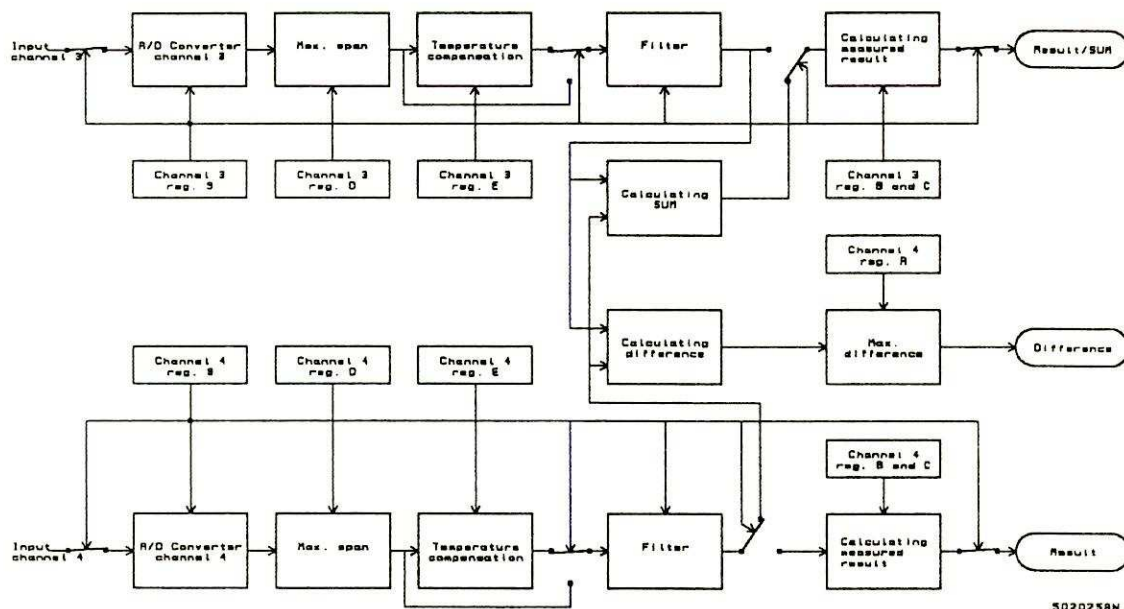 Input
channel 3
A/D Converter
channel 3
Max. span
Temperature
compensation
Filter
Calculating
measured
result
Result/SUM
Channel 3
reg. 9
Channel 3
reg. D
Channel 3
reg. E
Calculating
SUM
Channel 3
reg. B and C
Channel 4
reg. A
Calculating
difference
Max.
difference
Difference
Channel 4
reg. 9
Channel 4
reg. D
Channel 4
reg. E
Channel 4
reg. B and C
Input
channel 4
A/D Converter
channel 4
Max. span
Temperature
compensation
Filter
Calculating
measured
result
Result